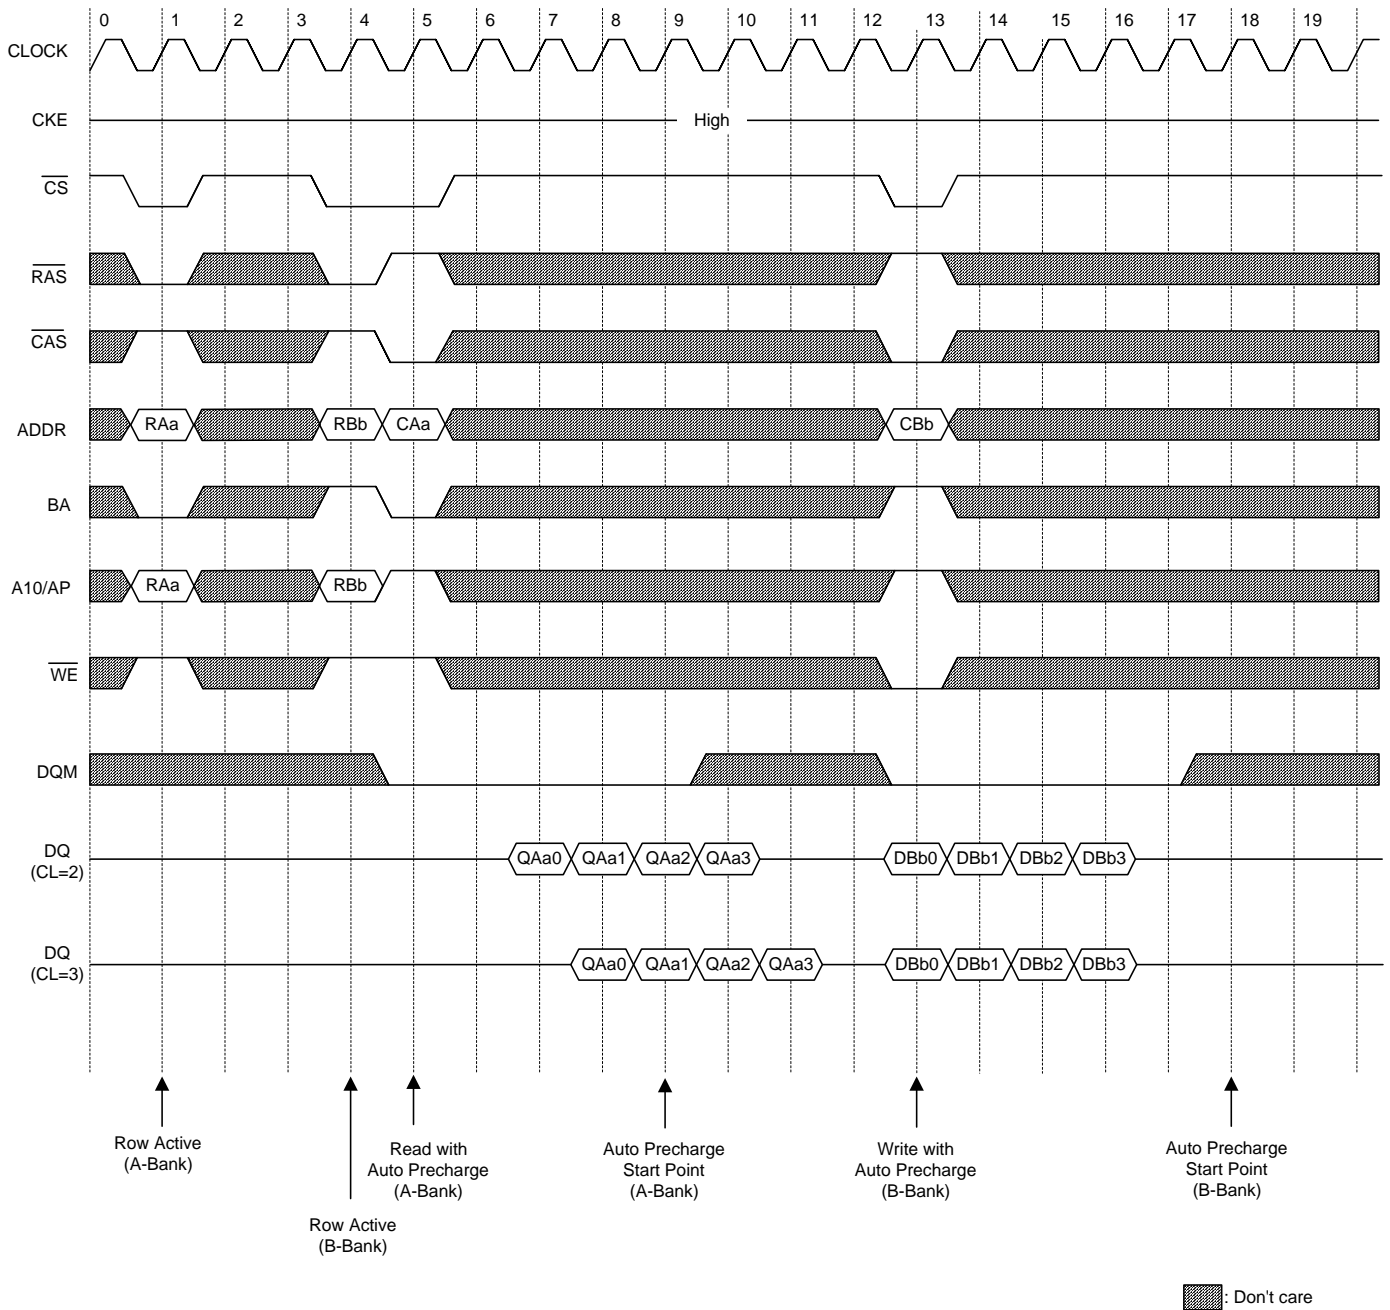 0 1 2 3 4 5 6 7 8 9 10 11 12 13 14 15 16 17 18 19
CLOCK
CKE High
CS
RAS
CAS
ADDR RAa RBb CAa CBb
BA
A10/AP RAa RBb
WE
DQM
DQ
(CL=2) QAa0 QAa1 QAa2 QAa3 DBb0 DBb1 DBb2 DBb3
DQ
(CL=3) QAa0 QAa1 QAa2 QAa3 DBb0 DBb1 DBb2 DBb3
Row Active
(A-Bank)
Row Active
(B-Bank)
Read with
Auto Precharge
(A-Bank)
Auto Precharge
Start Point
(A-Bank)
Write with
Auto Precharge
(B-Bank)
Auto Precharge
Start Point
(B-Bank)
: Don't care